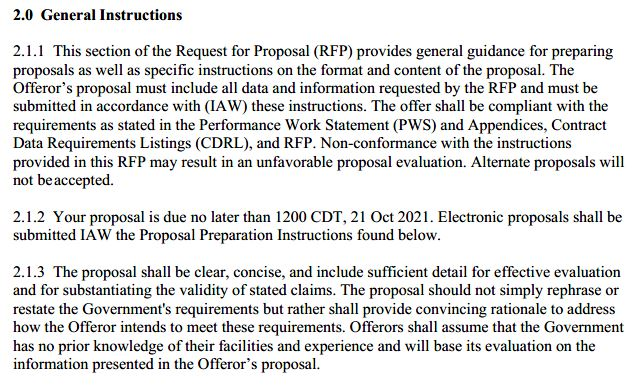 2.0 General Instructions
2.1.1 This section of the Request for Proposal (RFP) provides general guidance for preparing
proposals as well as specific instructions on the format and content of the proposal. The
Offeror's proposal must include all data and information requested by the RFP and must be
submitted in accordance with (IAW) these instructions. The offer shall be compliant with the
requirements as stated in the Performance Work Statement (PWS) and Appendices, Contract
Data Requirements Listings (CDRL), and RFP. Non-conformance with the instructions
provided in this RFP may result in an unfavorable proposal evaluation. Alternate proposals will
not be accepted.
2.1.2 Your proposal is due no later than 1200 CDT, 21 Oct 2021. Electronic proposals shall be
submitted IAW the Proposal Preparation Instructions found below.
2.1.3 The proposal shall be clear, concise, and include sufficient detail for effective evaluation
and for substantiating the validity of stated claims. The proposal should not simply rephrase or
restate the Government's requirements but rather shall provide convincing rationale to address
how the Offeror intends to meet these requirements. Offerors shall assume that the Government
has no prior knowledge of their facilities and experience and will base its evaluation on the
information presented in the Offeror's proposal.